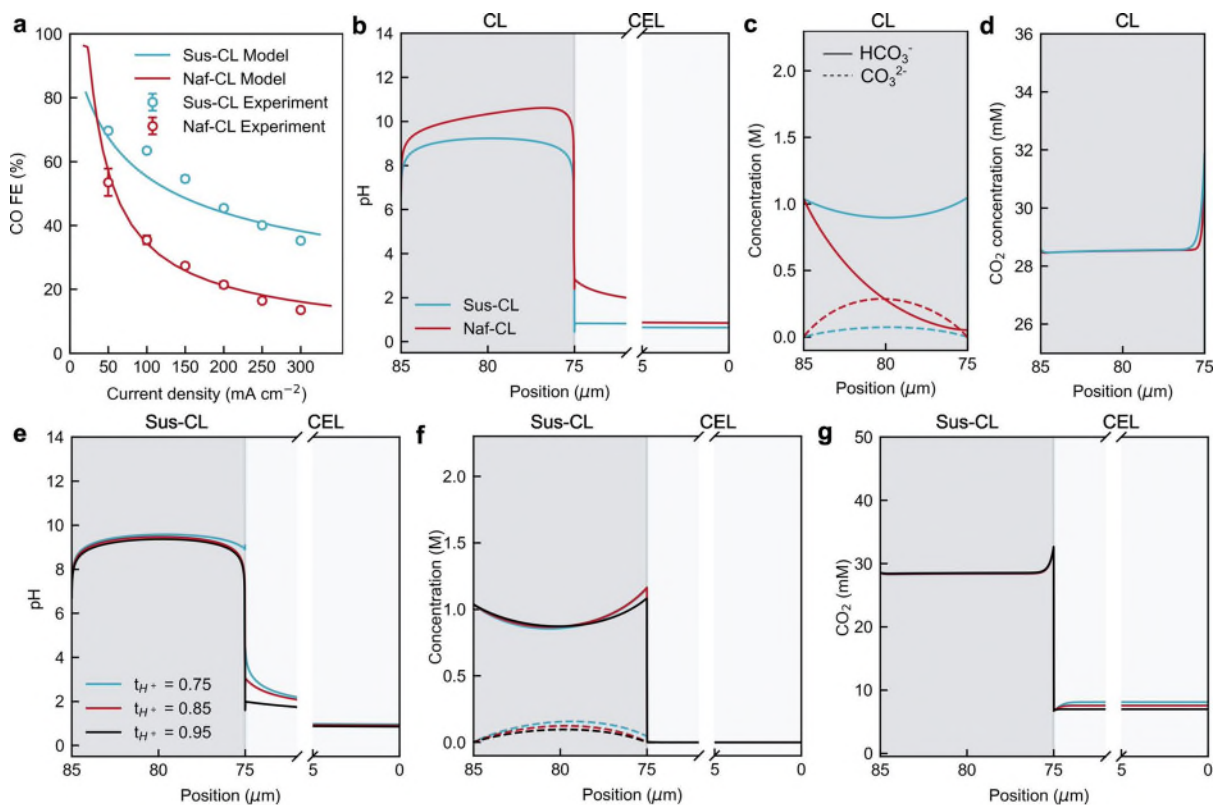 a
100
80
60
40
20
0
CO FE (%)
Sus-CL Model
Naf-CL Model
Sus-CL Experiment
Naf-CL Experiment
0 50 100 150 200 250 300
Current density (mA cm⁻²)
b
CL CEL
14
12
10
8
6
4
2
0
pH
Sus-CL
Naf-CL
85 80 75 5 0
Position (μm)
c
CL
2.0
1.5
1.0
0.5
0.0
Concentration (M)
HCO₃⁻
CO₃²⁻
85 80 75
Position (μm)
d
CL
36
34
32
30
28
26
CO₂ concentration (mM)
85 80 75
Position (μm)
e
Sus-CL CEL
14
12
10
8
6
4
2
0
pH
t_H⁺ = 0.75
t_H⁺ = 0.85
t_H⁺ = 0.95
85 80 75 5 0
Position (μm)
f
Sus-CL CEL
2.0
1.5
1.0
0.5
0.0
Concentration (M)
85 80 75 5 0
Position (μm)
g
Sus-CL CEL
50
40
30
20
10
0
CO₂ (mM)
85 80 75 5 0
Position (μm)